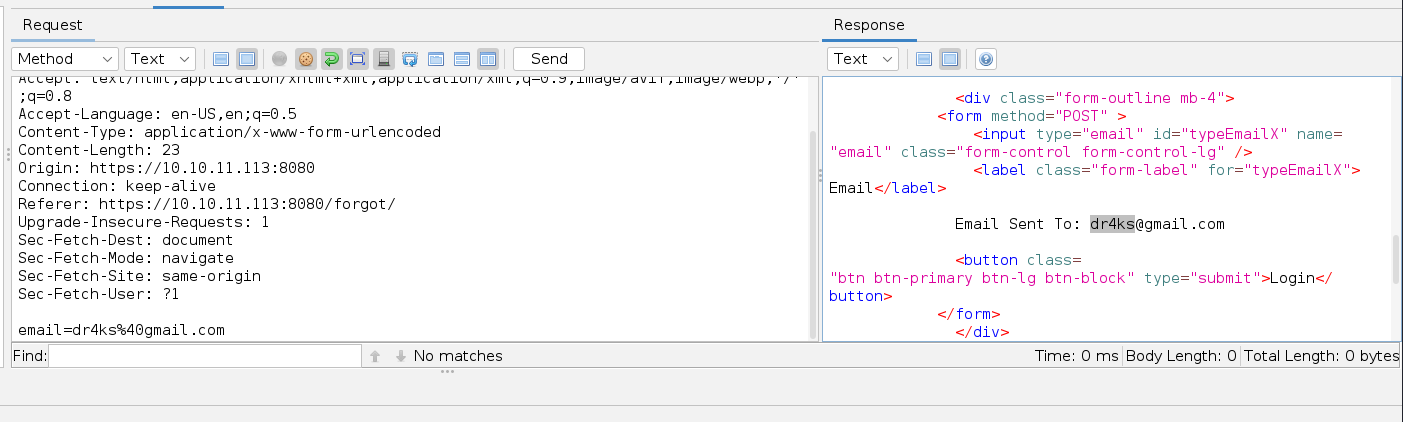 Request
Method
Text
Send
Accept: text/html,application/xhtml+xml,application/xml;q=0.9,image/avif,image/webp,*/*
;q=0.8
Accept-Language: en-US,en;q=0.5
Content-Type: application/x-www-form-urlencoded
Content-Length: 23
Origin: https://10.10.11.113:8080
Connection: keep-alive
Referer: https://10.10.11.113:8080/forgot/
Upgrade-Insecure-Requests: 1
Sec-Fetch-Dest: document
Sec-Fetch-Mode: navigate
Sec-Fetch-Site: same-origin
Sec-Fetch-User: ?1
email=dr4ks%40gmail.com
Find:
No matches
Response
Text
<div class="form-outline mb-4">
<form method="POST" >
<input type="email" id="typeEmailX" name=
"email" class="form-control form-control-lg" />
<label class="form-label" for="typeEmailX">
Email</label>
Email Sent To: dr4ks@gmail.com
<button class=
"btn btn-primary btn-lg btn-block" type="submit">Login</
button>
</form>
</div>
Time: 0 ms Body Length: 0 Total Length: 0 bytes